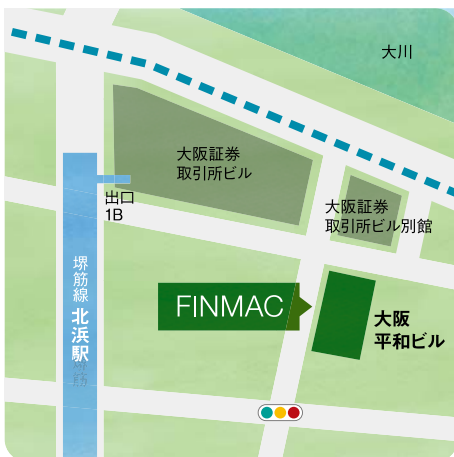 大川
大阪証券
取引所ビル
出口
1B
大阪証券
取引所ビル別館
堺筋線 北浜駅
FINMAC
大阪
平和ビル